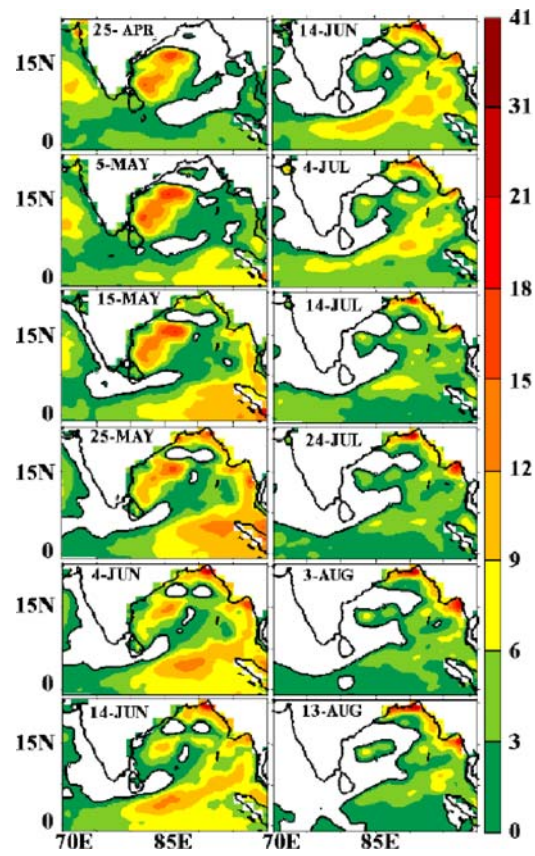 25- APR
14-JUN
15N
0
5-MAY
4-JUL
15N
0
15-MAY
14-JUL
15N
0
25-MAY
24-JUL
15N
0
4-JUN
3-AUG
15N
0
14-JUN
13-AUG
15N
0
70E 85E 70E 85E
41
31
21
18
15
12
9
6
3
0